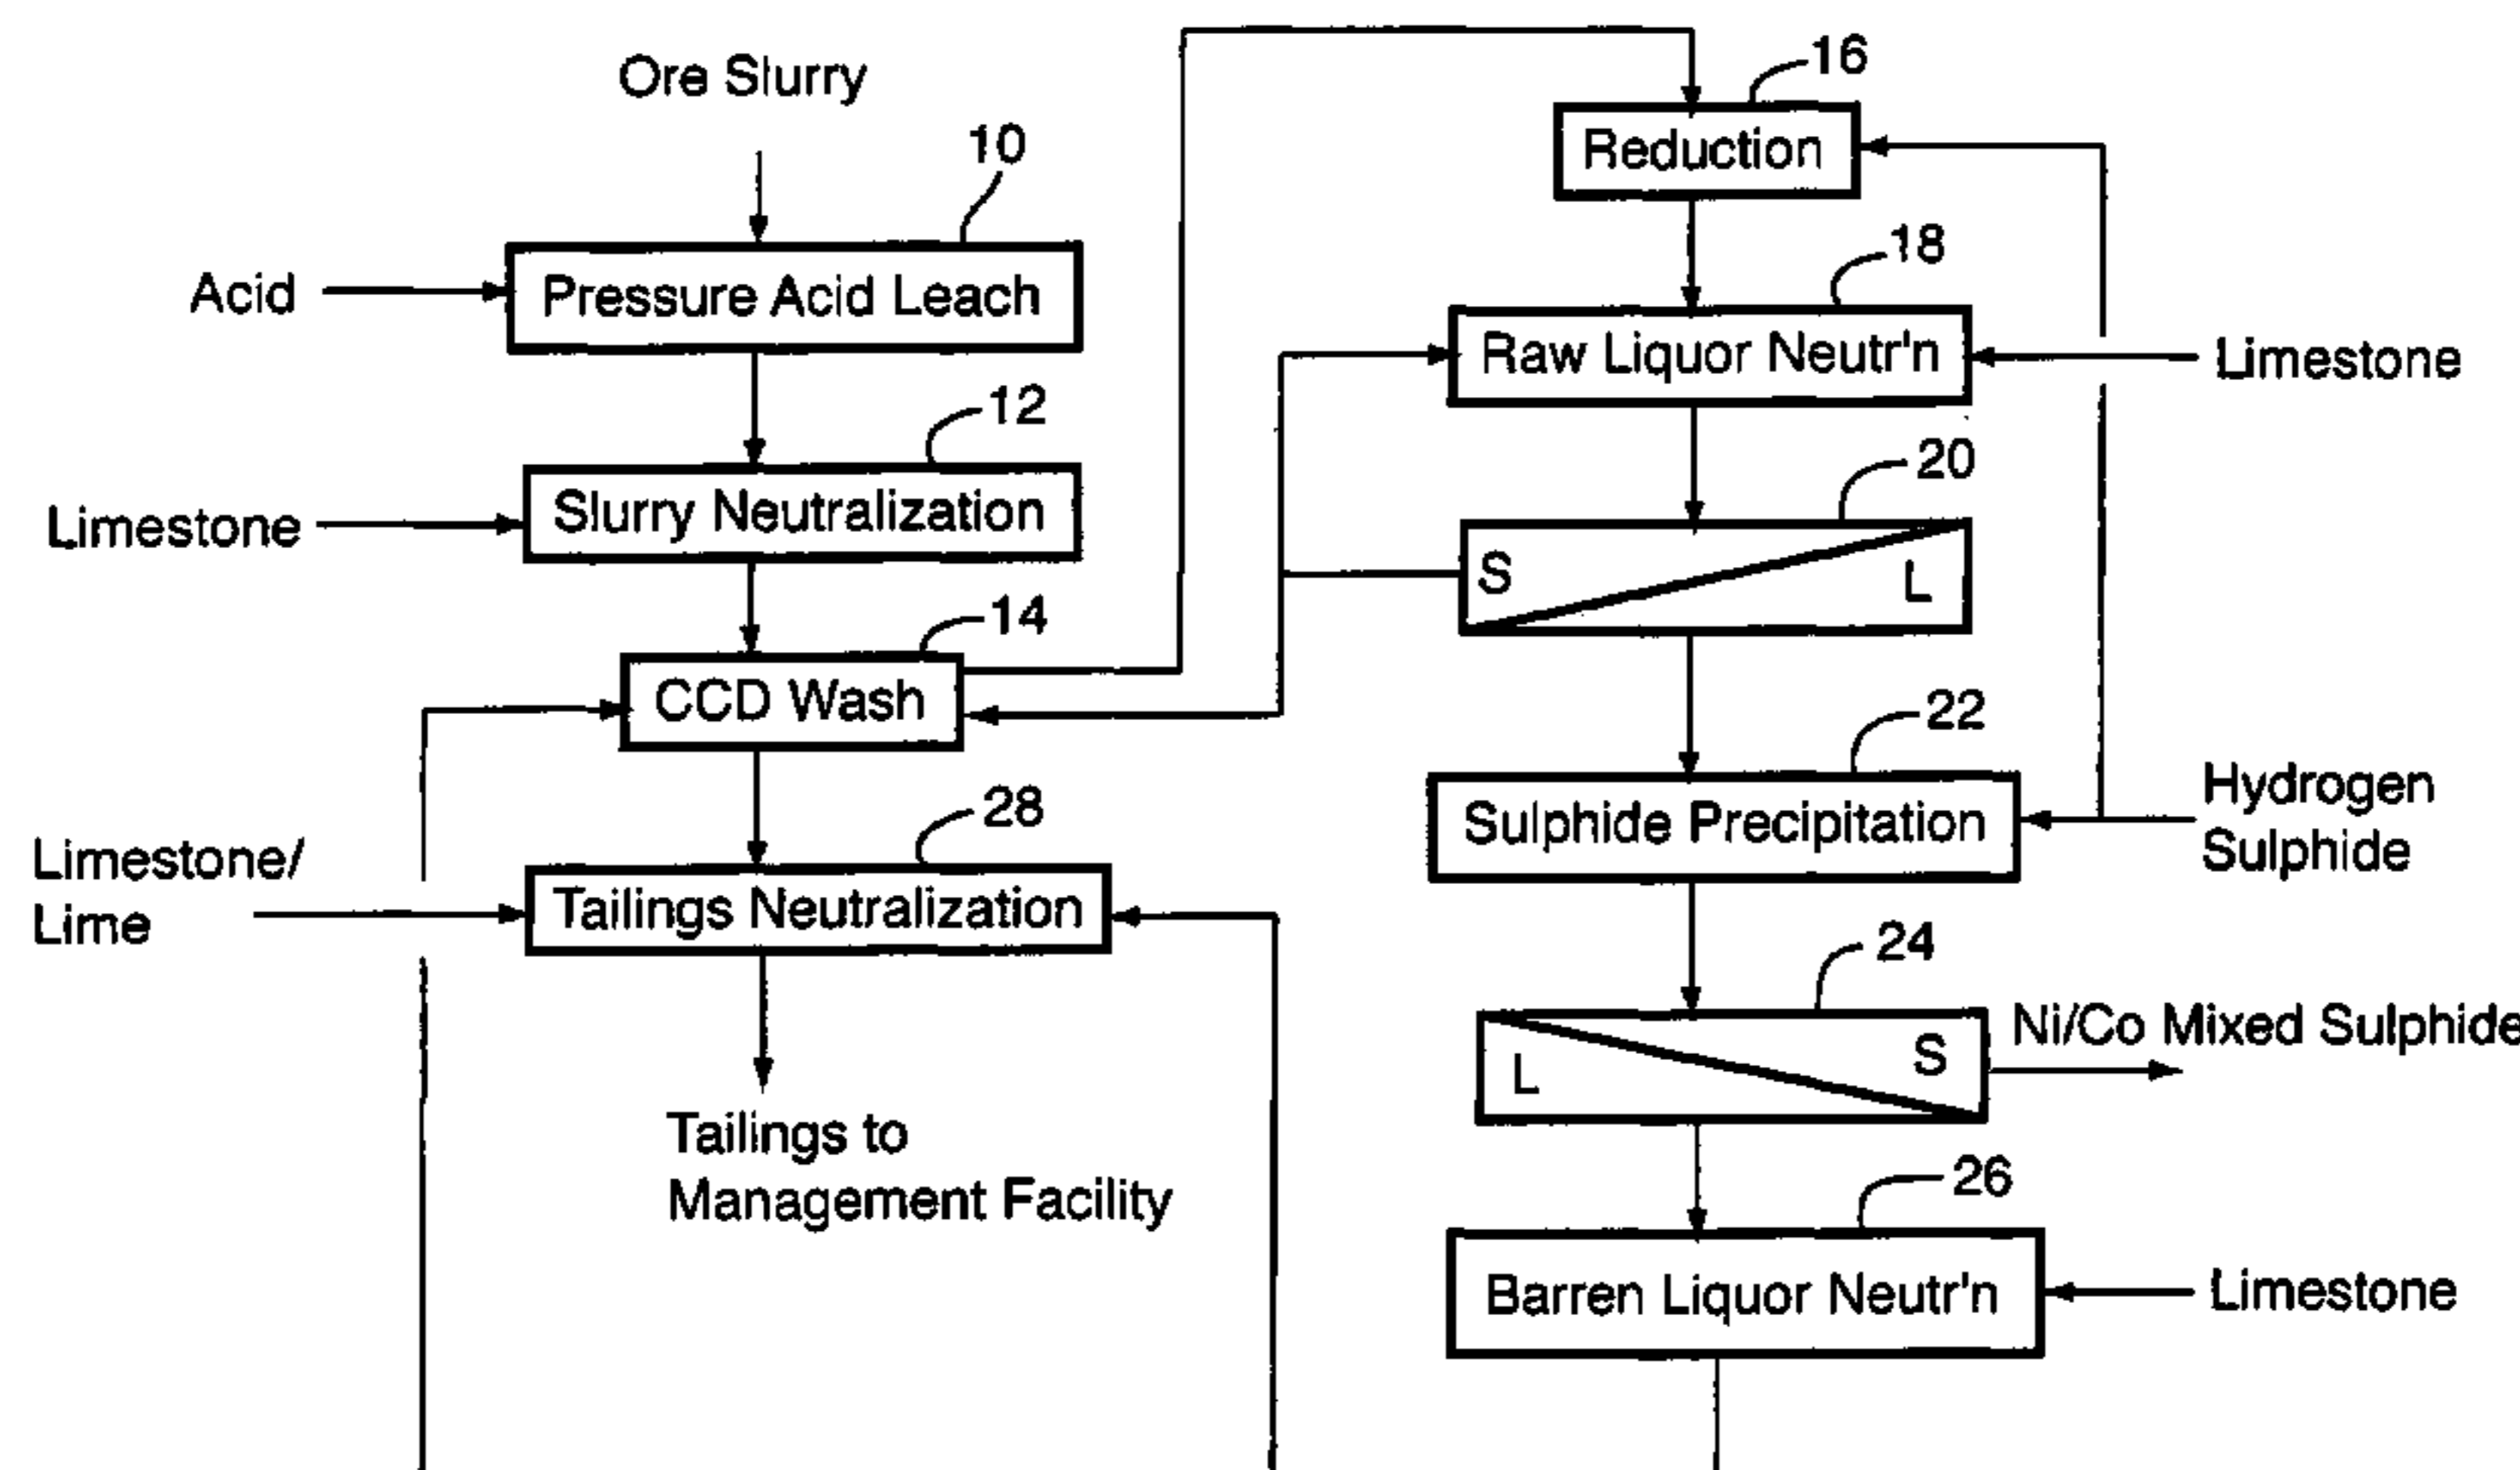 Ore Slurry
10
Acid
Pressure Acid Leach
12
Limestone
Slurry Neutralization
14
CCD Wash
28
Limestone/
Lime
Tailings Neutralization
Tailings to
Management Facility
16
Reduction
18
Raw Liquor Neutr'n
Limestone
20
S
L
22
Sulphide Precipitation
Hydrogen
Sulphide
24
Ni/Co Mixed Sulphide
L
S
26
Barren Liquor Neutr'n
Limestone